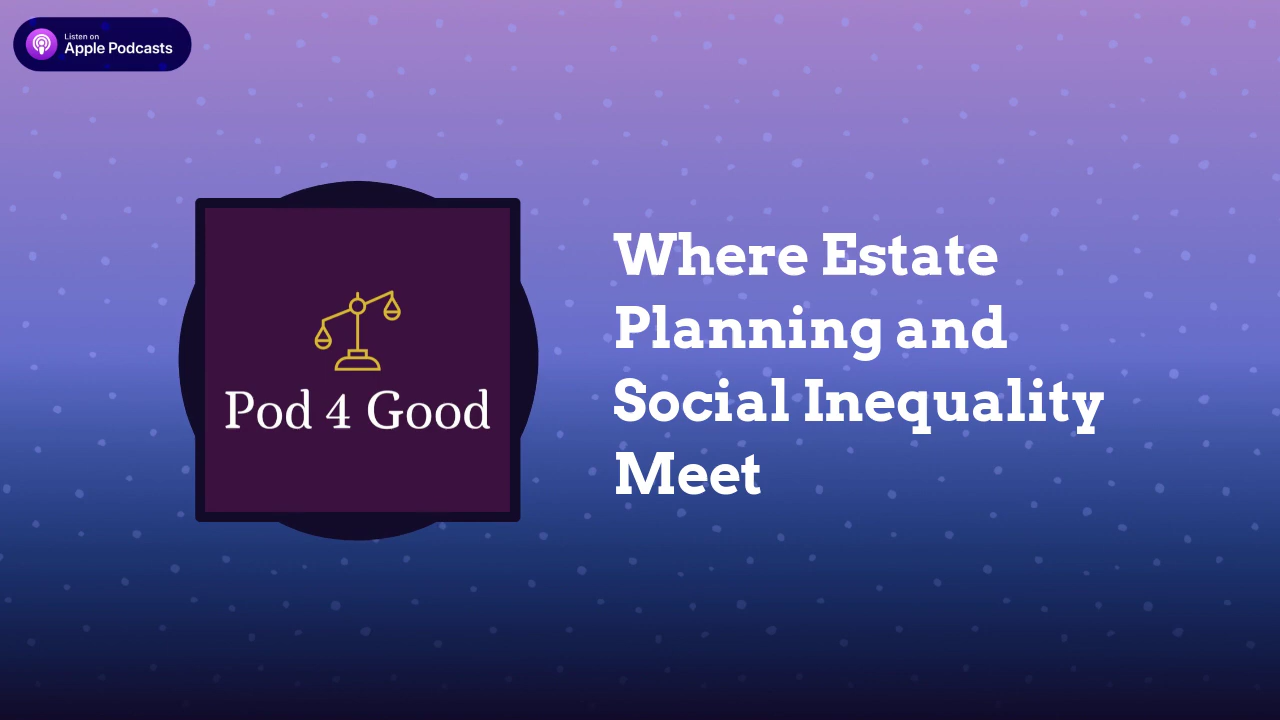 Listen on
Apple Podcasts
Pod 4 Good
Where Estate
Planning and
Social Inequality
Meet